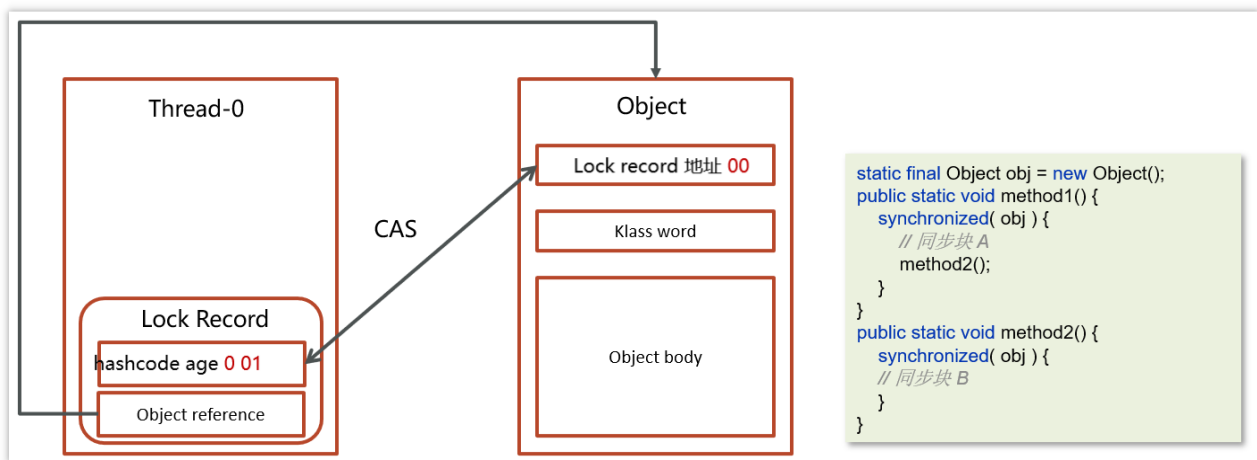 Thread-0
Lock Record
hashcode age 0 01
Object reference
CAS
Object
Lock record 地址 00
Klass word
Object body
static final Object obj = new Object();
public static void method1() {
synchronized( obj ) {
// 同步块 A
method2();
}
}
public static void method2() {
synchronized( obj ) {
// 同步块 B
}
}